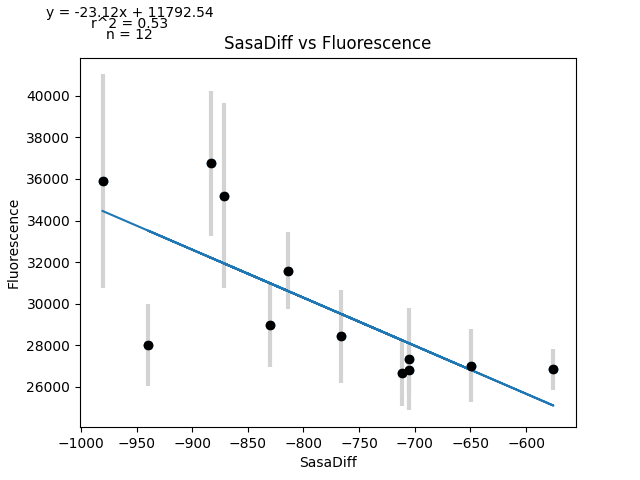 y = -23.12x + 11792.54
r^2 = 0.53
n = 12
SasaDiff vs Fluorescence
40000
38000
36000
34000
32000
30000
28000
26000
Fluorescence
−1000 −950 −900 −850 −800 −750 −700 −650 −600
SasaDiff